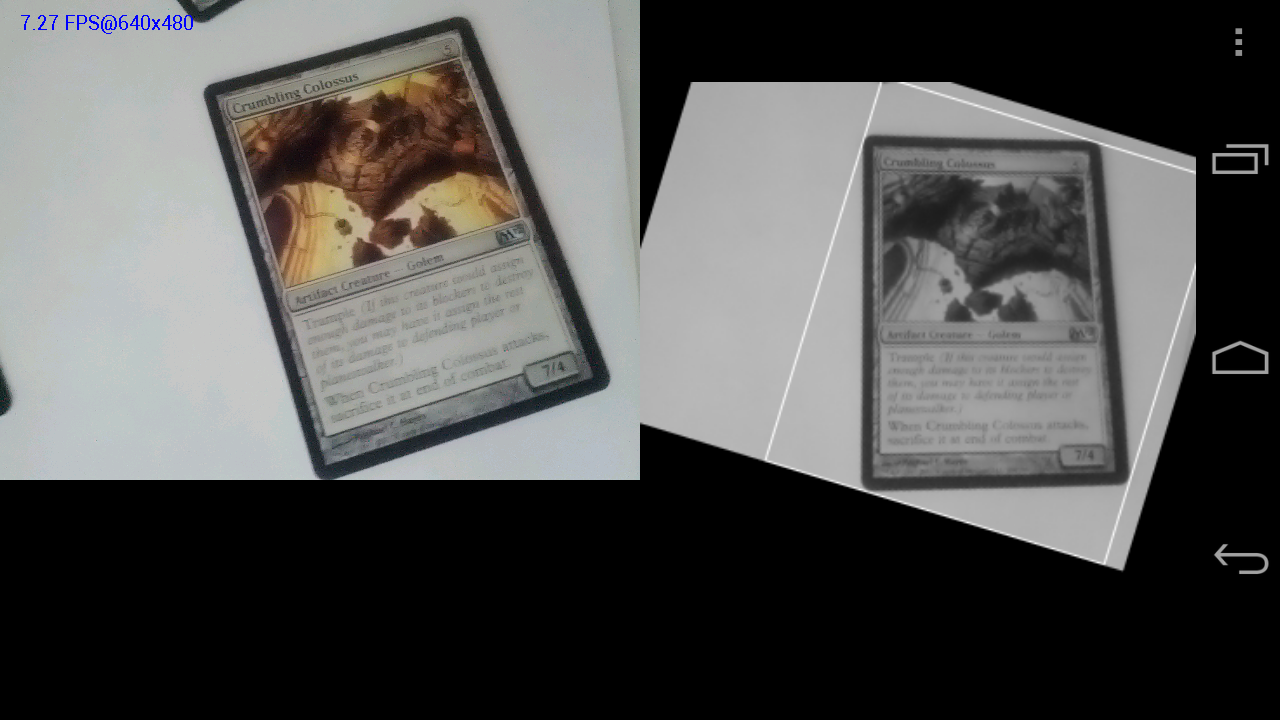 7.27 FPS@640x480
Crumbling Colossus
5
M12
Artifact Creature — Golem
Trample (If this creature would assign
enough damage to its blockers to destroy
them, you may have it assign the rest
of its damage to defending player or
planeswalker.)
When Crumbling Colossus attacks,
sacrifice it at end of combat.
7/4
Crumbling Colossus
5
Artifact Creature — Golem
Trample (If this creature would assign
enough damage to its blockers to destroy
them, you may have it assign the rest
of its damage to defending player or
planeswalker.)
When Crumbling Colossus attacks,
sacrifice it at end of combat.
7/4